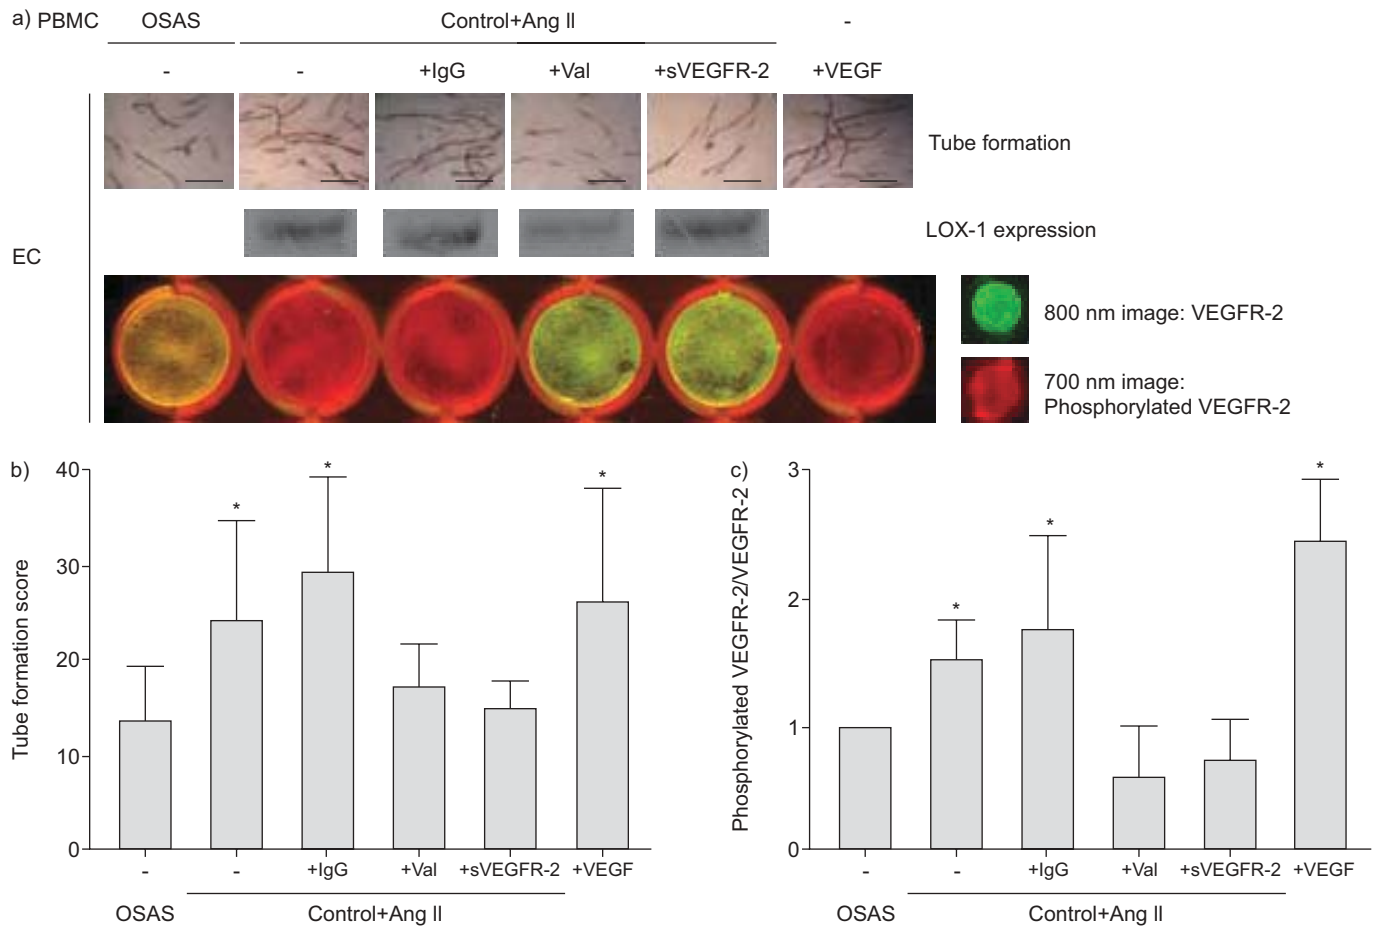 a) PBMC OSAS Control+Ang II -
- - +IgG +Val +sVEGFR-2 +VEGF
Tube formation
LOX-1 expression
EC
800 nm image: VEGFR-2
700 nm image:
Phosphorylated VEGFR-2
b)
Tube formation score
40
30
20
10
0
- - +IgG +Val +sVEGFR-2 +VEGF
OSAS Control+Ang II
* * *
c)
Phosphorylated VEGFR-2/VEGFR-2
3
2
1
0
- - +IgG +Val +sVEGFR-2 +VEGF
OSAS Control+Ang II
* * *